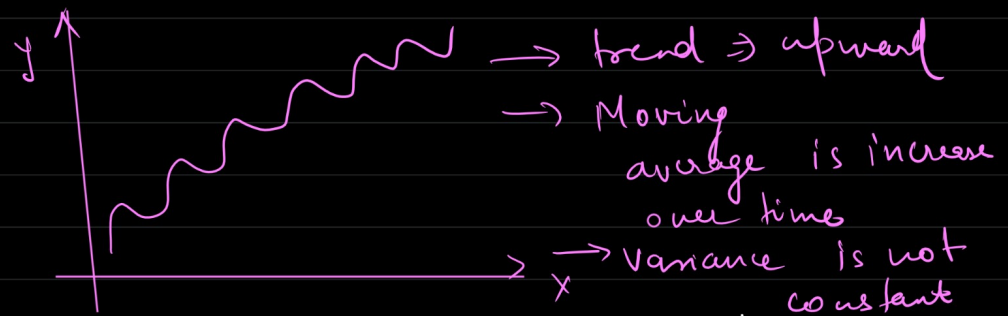 y
→ trend ⇒ upward
→ Moving
average is increase
over time
→ variance is not
constant
X